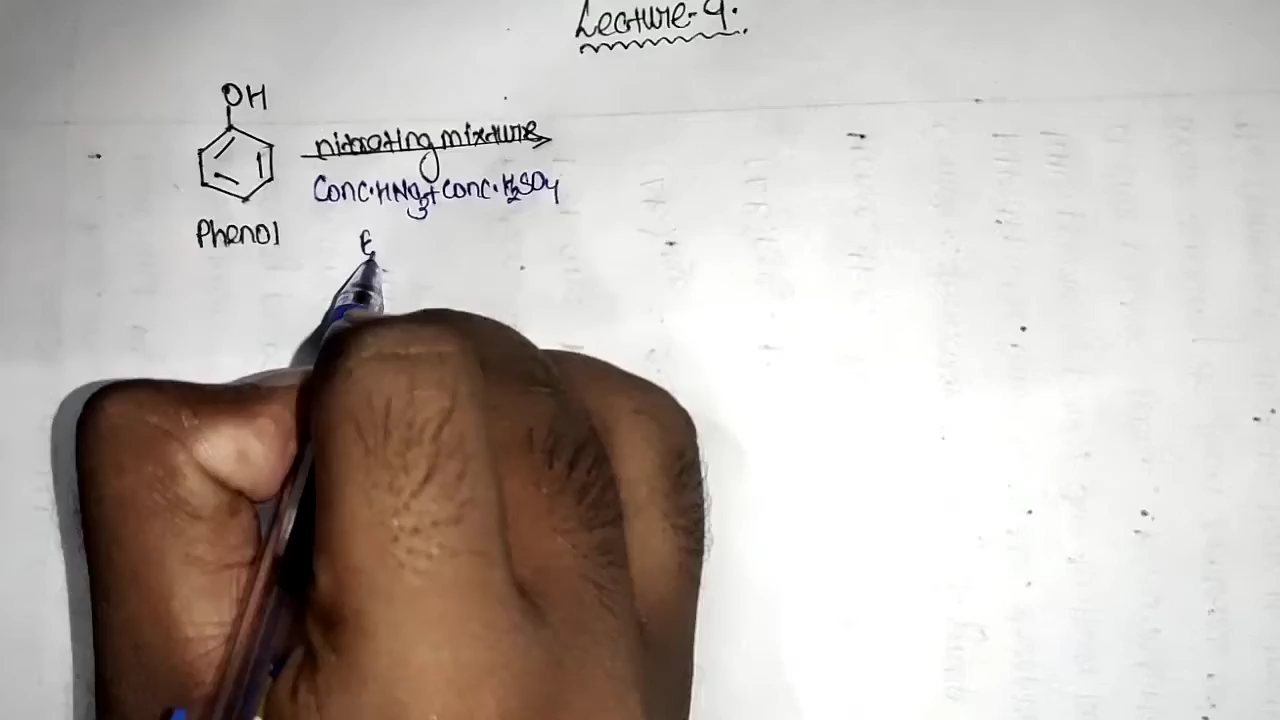 Lecture-9.
OH
nitrating mixture
Conc.HNO3+Conc.H2SO4
Phenol
E